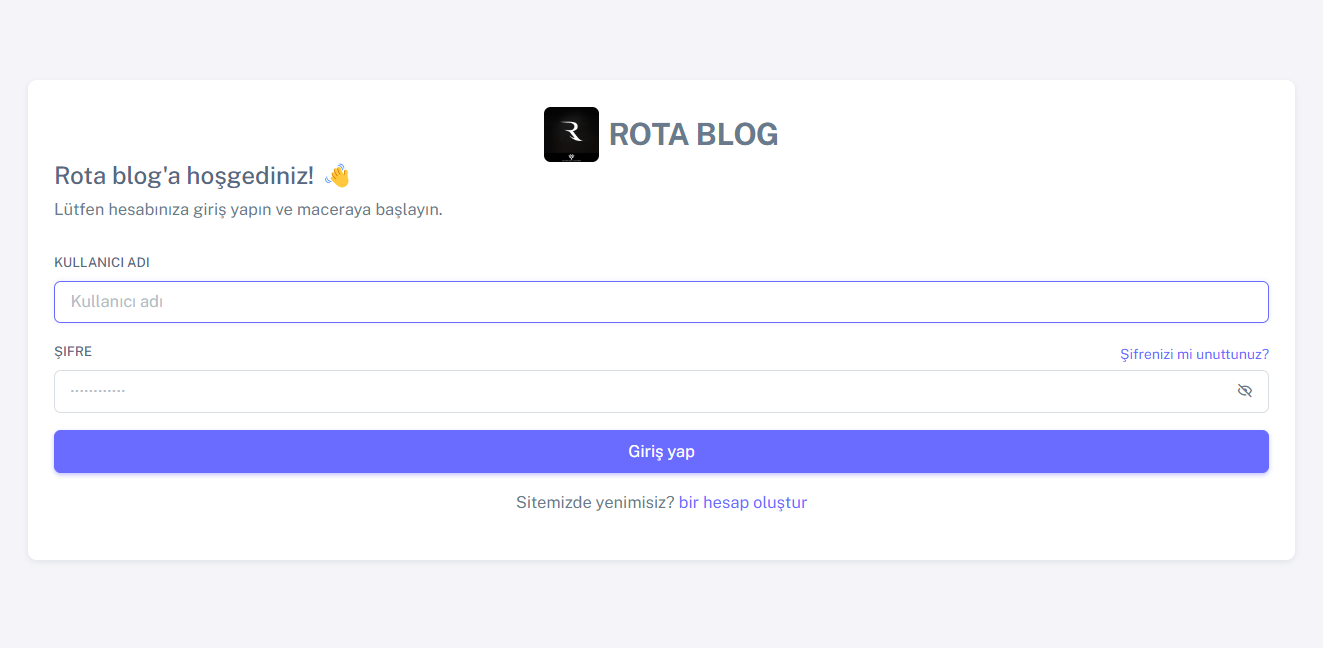 ROTA BLOG
Rota blog'a hoşgediniz! 👋
Lütfen hesabınıza giriş yapın ve maceraya başlayın.
KULLANICI ADI
Kullanıcı adı
ŞIFRE
Şifrenizi mi unuttunuz?
············
Giriş yap
Sitemizde yenimisiz? bir hesap oluştur